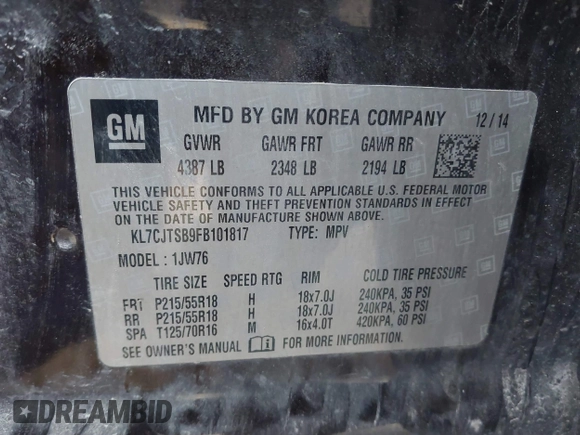 GM
MFD BY GM KOREA COMPANY 12/14
GVWR GAWR FRT GAWR RR
4387 LB 2348 LB 2194 LB
THIS VEHICLE CONFORMS TO ALL APPLICABLE U.S. FEDERAL MOTOR
VEHICLE SAFETY AND THEFT PREVENTION STANDARDS IN EFFECT
ON THE DATE OF MANUFACTURE SHOWN ABOVE.
KL7CJTSB9FB101817 TYPE: MPV
MODEL : 1JW76
TIRE SIZE SPEED RTG RIM COLD TIRE PRESSURE
FRT P215/55R18 H 18x7.0J 240KPA, 35 PSI
RR P215/55R18 H 18x7.0J 240KPA, 35 PSI
SPA T125/70R16 M 16x4.0T 420KPA, 60 PSI
SEE OWNER'S MANUAL FOR MORE INFORMATION.
DREAMBID